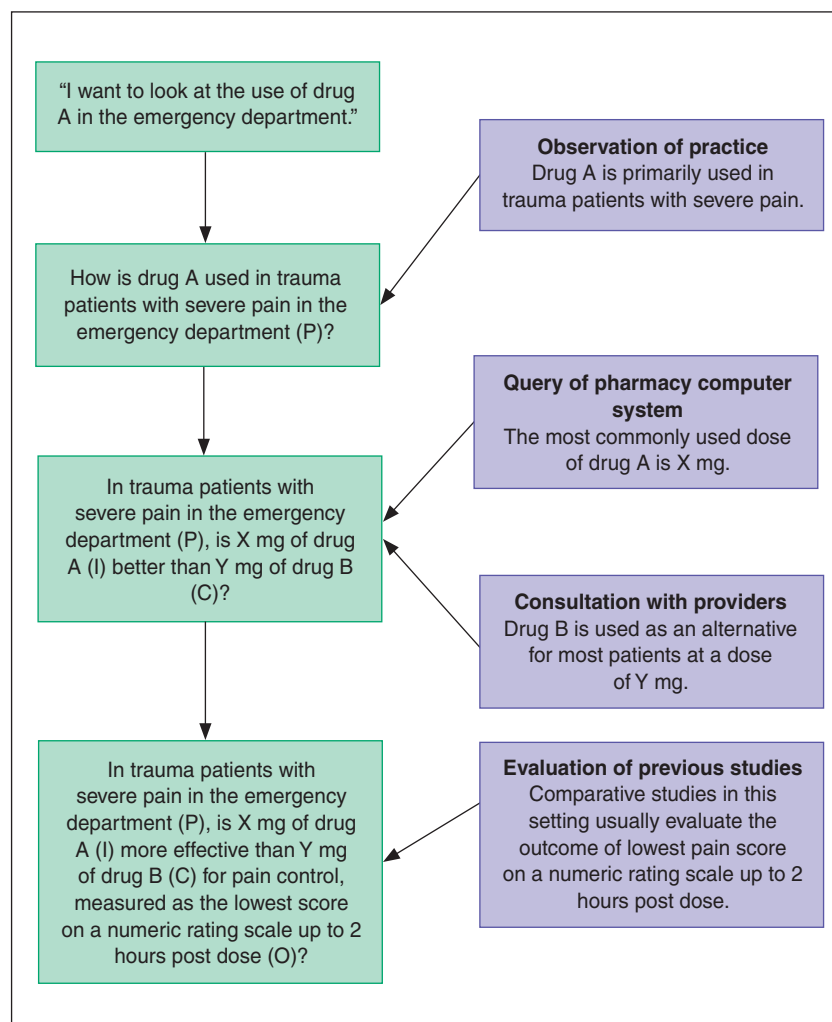 “I want to look at the use of drug
A in the emergency department.”
Observation of practice
Drug A is primarily used in
trauma patients with severe pain.
How is drug A used in trauma
patients with severe pain in the
emergency department (P)?
Query of pharmacy computer
system
The most commonly used dose
of drug A is X mg.
In trauma patients with
severe pain in the emergency
department (P), is X mg of drug
A (I) better than Y mg of drug B
(C)?
Consultation with providers
Drug B is used as an alternative
for most patients at a dose
of Y mg.
In trauma patients with
severe pain in the emergency
department (P), is X mg of drug
A (I) more effective than Y mg
of drug B (C) for pain control,
measured as the lowest score
on a numeric rating scale up to 2
hours post dose (O)?
Evaluation of previous studies
Comparative studies in this
setting usually evaluate the
outcome of lowest pain score
on a numeric rating scale up to 2
hours post dose.